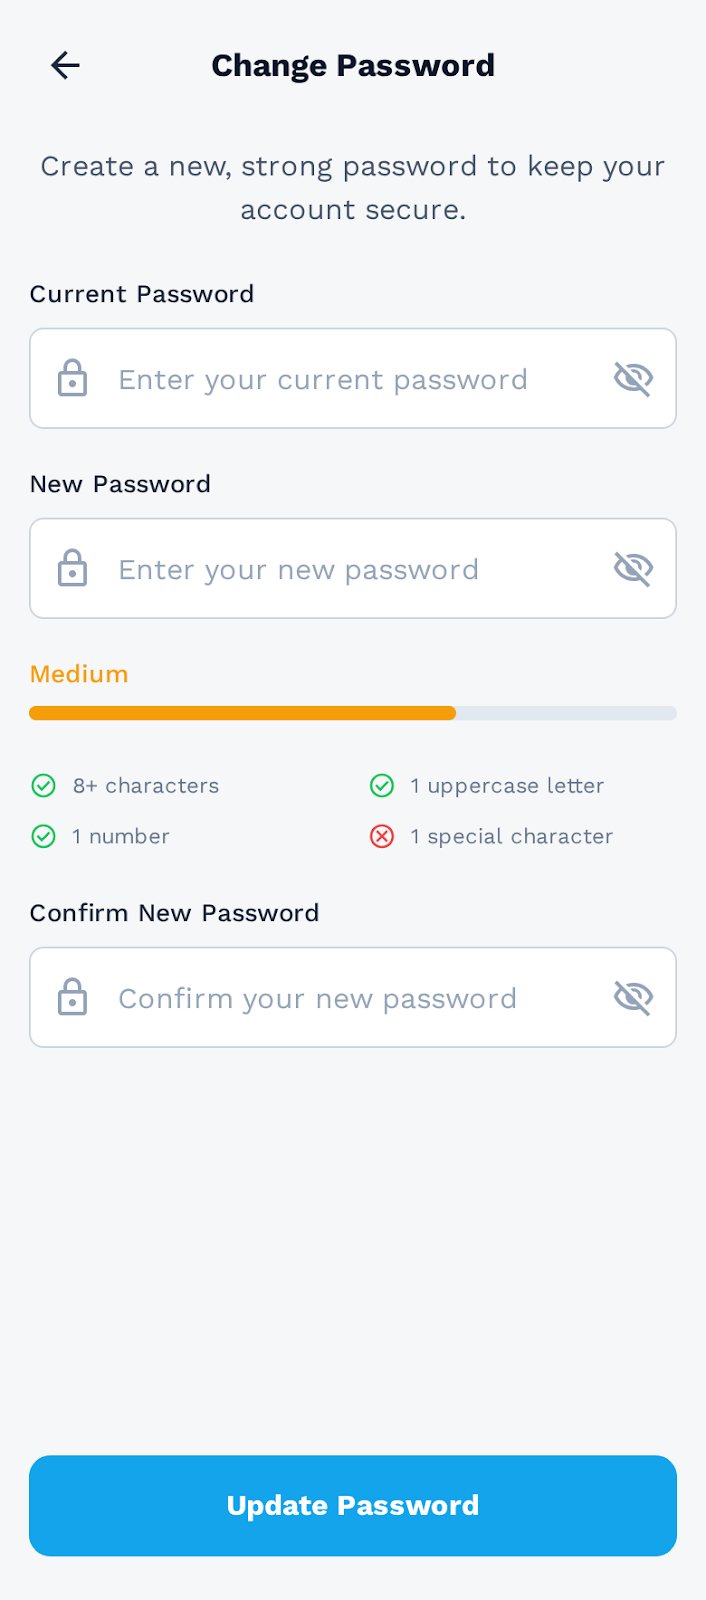 Change Password
Create a new, strong password to keep your
account secure.
Current Password
Enter your current password
New Password
Enter your new password
Medium
8+ characters
1 uppercase letter
1 number
1 special character
Confirm New Password
Confirm your new password
Update Password